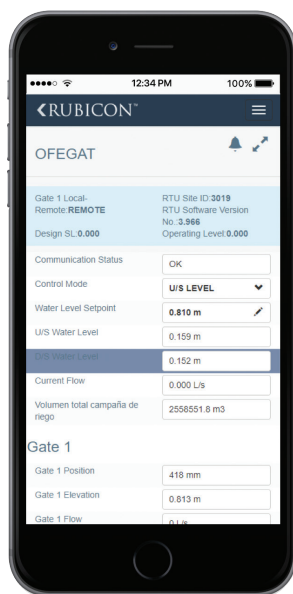 12:34 PM 100%
RUBICON™
OFEGAT
Gate 1 Local- RTU Site ID:3019
Remote:REMOTE RTU Software Version
No.:3.966
Design SL:0.000 Operating Level:0.000
Communication Status OK
Control Mode U/S LEVEL
Water Level Setpoint 0.810 m
U/S Water Level 0.159 m
D/S Water Level 0.152 m
Current Flow 0.000 L/s
Volumen total campaña de 2558551.8 m3
riego
Gate 1
Gate 1 Position 418 mm
Gate 1 Elevation 0.813 m
Gate 1 Flow 0 L/s